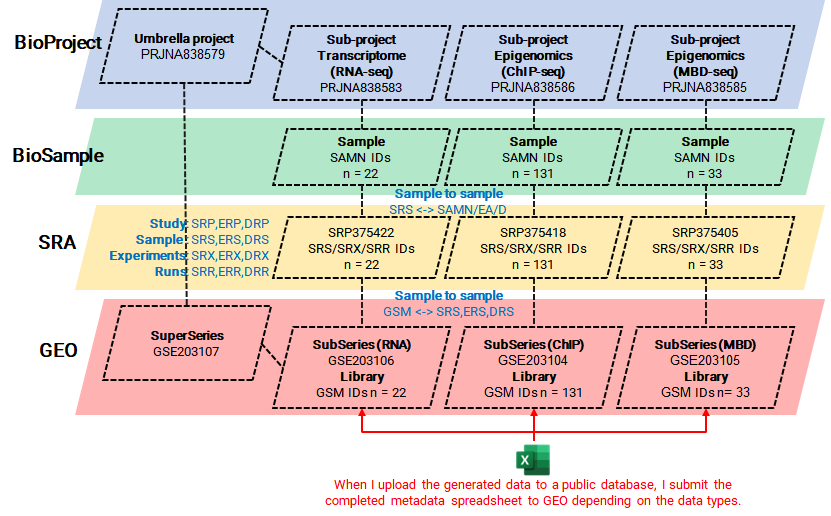 BioProject
Umbrella project
PRJNA838579
Sub-project
Transcriptome
(RNA-seq)
PRJNA838583
Sub-project
Epigenomics
(ChIP-seq)
PRJNA838586
Sub-project
Epigenomics
(MBD-seq)
PRJNA838585
BioSample
Sample
SAMN IDs
n = 22
Sample
SAMN IDs
n = 131
Sample
SAMN IDs
n = 33
Sample to sample
SRS <-> SAMN/EA/D
SRA
Study: SRP,ERP,DRP
Sample: SRS,ERS,DRS
Experiments: SRX,ERX,DRX
Runs: SRR,ERR,DRR
SRP375422
SRS/SRX/SRR IDs
n = 22
SRP375418
SRS/SRX/SRR IDs
n = 131
SRP375405
SRS/SRX/SRR IDs
n = 33
Sample to sample
GSM <-> SRS,ERS,DRS
GEO
SuperSeries
GSE203107
SubSeries (RNA)
GSE203106
Library
GSM IDs n = 22
SubSeries (ChIP)
GSE203104
Library
GSM IDs n = 131
SubSeries (MBD)
GSE203105
Library
GSM IDs n= 33
X
When I upload the generated data to a public database, I submit the
completed metadata spreadsheet to GEO depending on the data types.